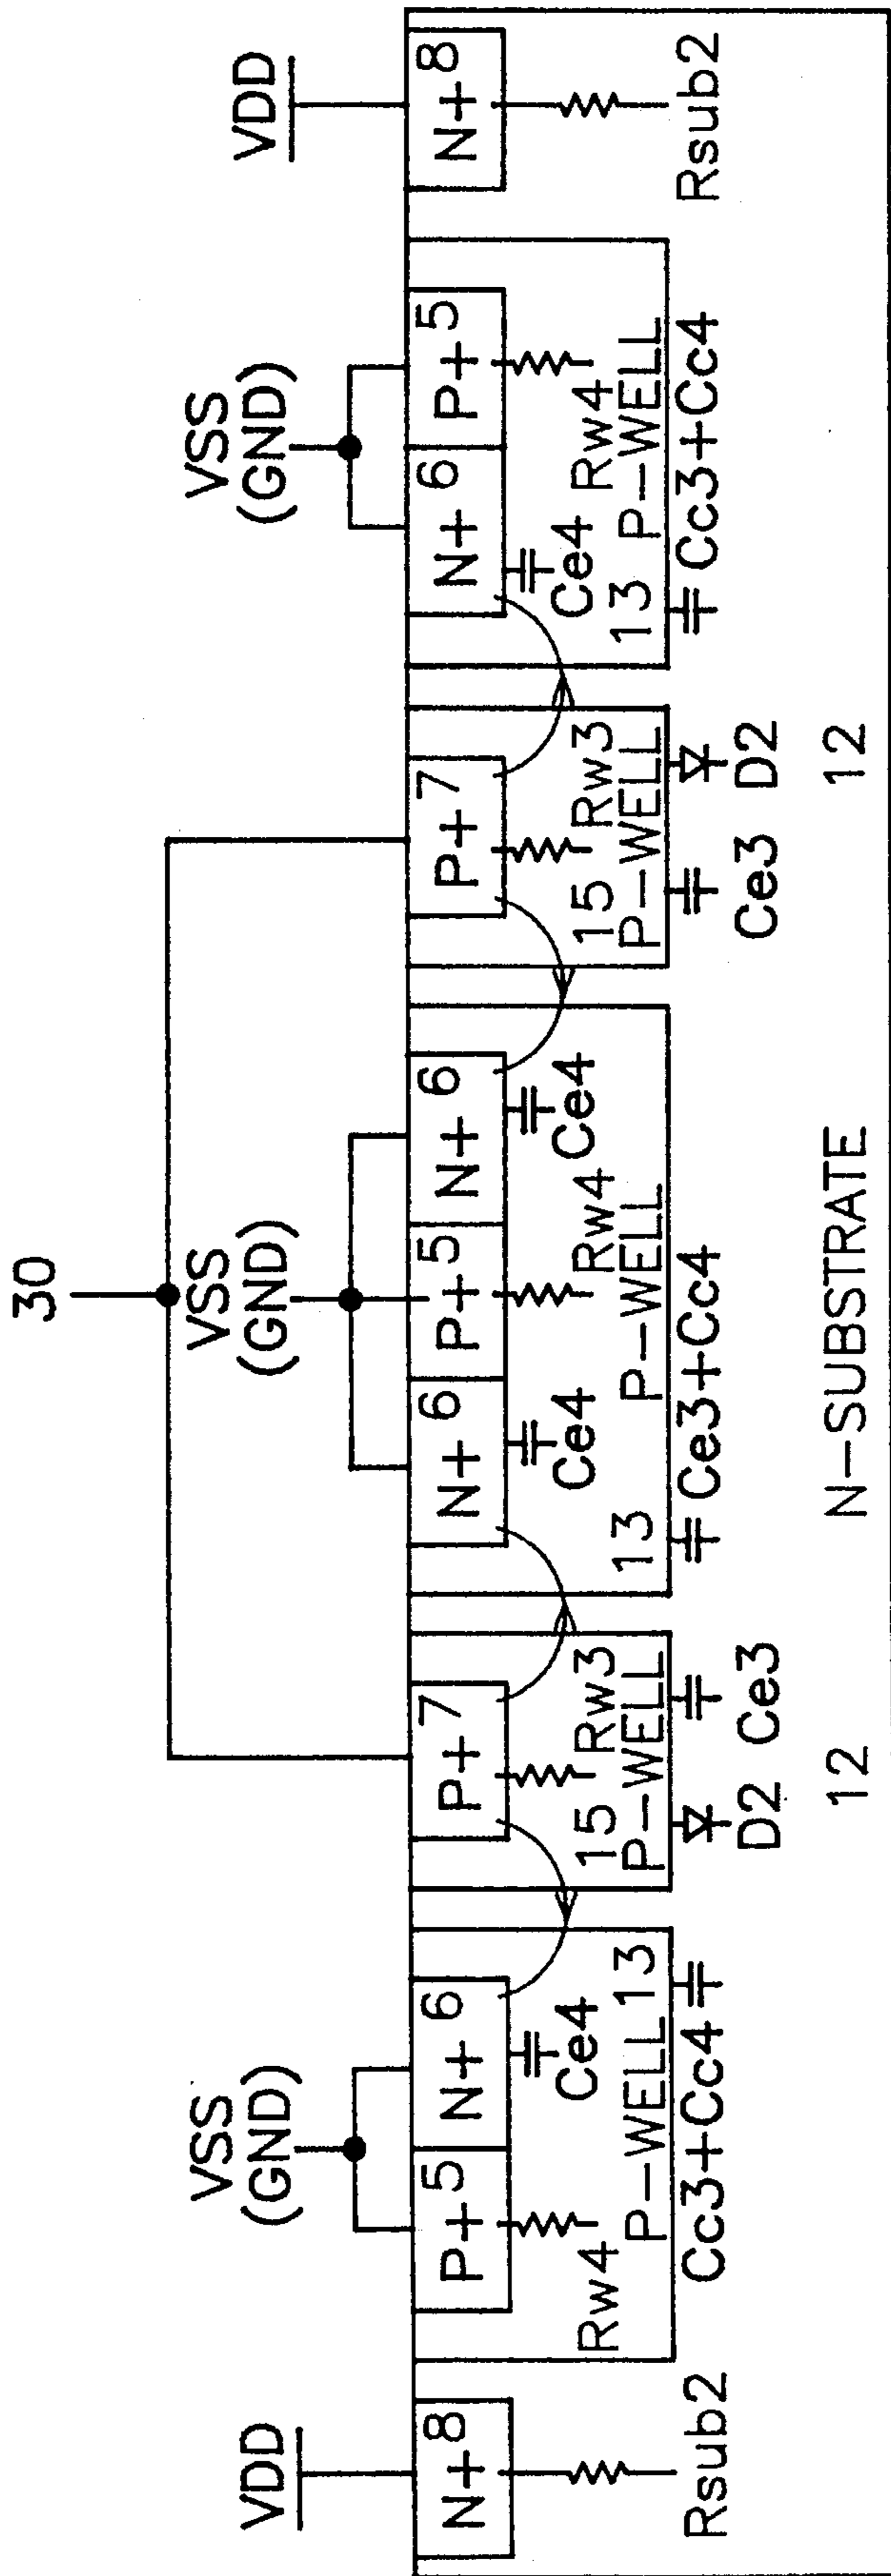 30
VDD
VSS
(GND)
VSS
(GND)
VSS
(GND)
VDD
N+ 8
P+ 5
N+ 6
P+ 7
N+ 6
P+ 5
N+ 6
P+ 7
N+ 6
P+ 5
N+ 8
Rw4
Ce4
15 Rw3
Ce4
Rw4
Ce4
15 Rw3
Ce4
Rw4
P-WELL 13
P-WELL
13 P-WELL
P-WELL
13 P-WELL
Rsub2
Cc3+Cc4
D2
Ce3
Ce3+Cc4
Ce3
D2
Cc3+Cc4
Rsub2
12
N-SUBSTRATE
12